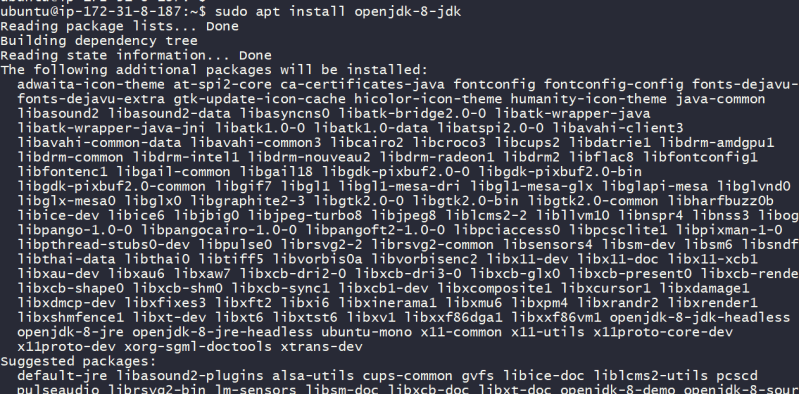 ubuntu@ip-172-31-8-187:~$ sudo apt install openjdk-8-jdk
Reading package lists... Done
Building dependency tree
Reading state information... Done
The following additional packages will be installed:
  adwaita-icon-theme at-spi2-core ca-certificates-java fontconfig fontconfig-config fonts-dejavu-
  fonts-dejavu-extra gtk-update-icon-cache hicolor-icon-theme humanity-icon-theme java-common
  libasound2 libasound2-data libasyncns0 libatk-bridge2.0-0 libatk-wrapper-java
  libatk-wrapper-java-jni libatk1.0-0 libatk1.0-data libatspi2.0-0 libavahi-client3
  libavahi-common-data libavahi-common3 libcairo2 libcroco3 libcups2 libdatrie1 libdrm-amdgpu1
  libdrm-common libdrm-intel1 libdrm-nouveau2 libdrm-radeon1 libdrm2 libflac8 libfontconfig1
  libfontenc1 libgail-common libgail18 libgdk-pixbuf2.0-0 libgdk-pixbuf2.0-bin
  libgdk-pixbuf2.0-common libgif7 libgl1 libgl1-mesa-dri libgl1-mesa-glx libglapi-mesa libglvnd0
  libglx-mesa0 libglx0 libgraphite2-3 libgtk2.0-0 libgtk2.0-bin libgtk2.0-common libharfbuzz0b
  libice-dev libice6 libjbig0 libjpeg-turbo8 libjpeg8 liblcms2-2 libllvm10 libnspr4 libnss3 libog
  libpango-1.0-0 libpangocairo-1.0-0 libpangoft2-1.0-0 libpciaccess0 libpcsclite1 libpixman-1-0
  libpthread-stubs0-dev libpulse0 librsvg2-2 librsvg2-common libsensors4 libsm-dev libsm6 libsndf
  libthai-data libthai0 libtiff5 libvorbis0a libvorbisenc2 libx11-dev libx11-doc libx11-xcb1
  libxau-dev libxau6 libxaw7 libxcb-dri2-0 libxcb-dri3-0 libxcb-glx0 libxcb-present0 libxcb-rende
  libxcb-shape0 libxcb-shm0 libxcb-sync1 libxcb1-dev libxcomposite1 libxcursor1 libxdamage1
  libxdmcp-dev libxfixes3 libxft2 libxi6 libxinerama1 libxmu6 libxpm4 libxrandr2 libxrender1
  libxshmfence1 libxt-dev libxt6 libxtst6 libxv1 libxxf86dga1 libxxf86vm1 openjdk-8-jdk-headless
  openjdk-8-jre openjdk-8-jre-headless ubuntu-mono x11-common x11-utils x11proto-core-dev
  x11proto-dev xorg-sgml-doctools xtrans-dev
Suggested packages:
  default-jre libasound2-plugins alsa-utils cups-common gvfs libice-doc liblcms2-utils pcscd
  pulseaudio librsvg2-bin lm-sensors libsm-doc libxcb-doc libxt-doc openjdk-8-demo openjdk-8-sour